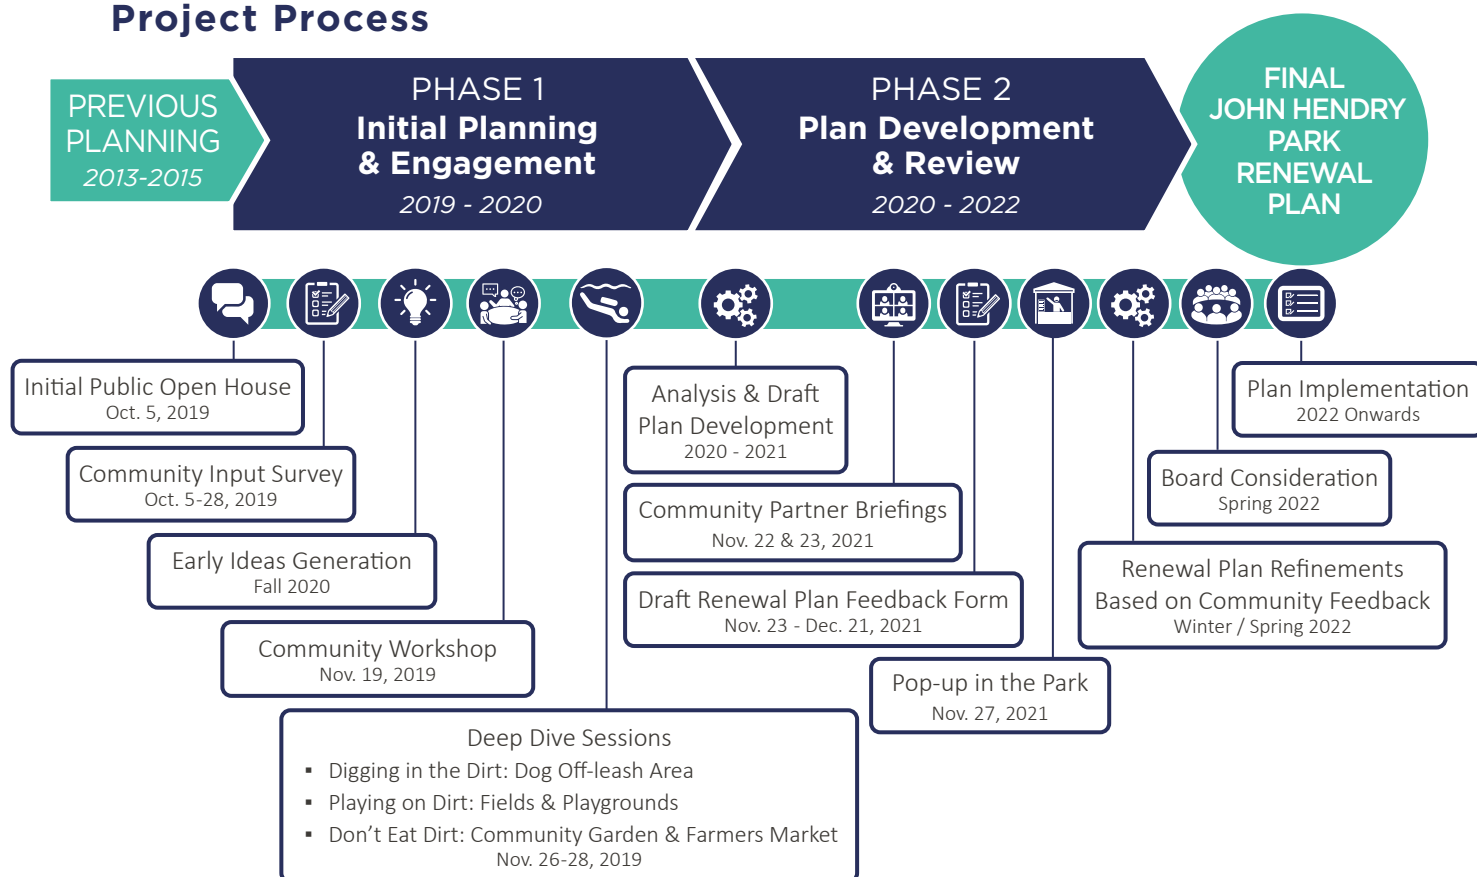 Project Process
PREVIOUS
PLANNING
2013-2015
PHASE 1
Initial Planning
& Engagement
2019 - 2020
PHASE 2
Plan Development
& Review
2020 - 2022
FINAL
JOHN HENDRY
PARK
RENEWAL
PLAN
Initial Public Open House
Oct. 5, 2019
Community Input Survey
Oct. 5-28, 2019
Early Ideas Generation
Fall 2020
Community Workshop
Nov. 19, 2019
Deep Dive Sessions
▪ Digging in the Dirt: Dog Off-leash Area
▪ Playing on Dirt: Fields & Playgrounds
▪ Don’t Eat Dirt: Community Garden & Farmers Market
Nov. 26-28, 2019
Analysis & Draft
Plan Development
2020 - 2021
Community Partner Briefings
Nov. 22 & 23, 2021
Draft Renewal Plan Feedback Form
Nov. 23 - Dec. 21, 2021
Pop-up in the Park
Nov. 27, 2021
Renewal Plan Refinements
Based on Community Feedback
Winter / Spring 2022
Board Consideration
Spring 2022
Plan Implementation
2022 Onwards